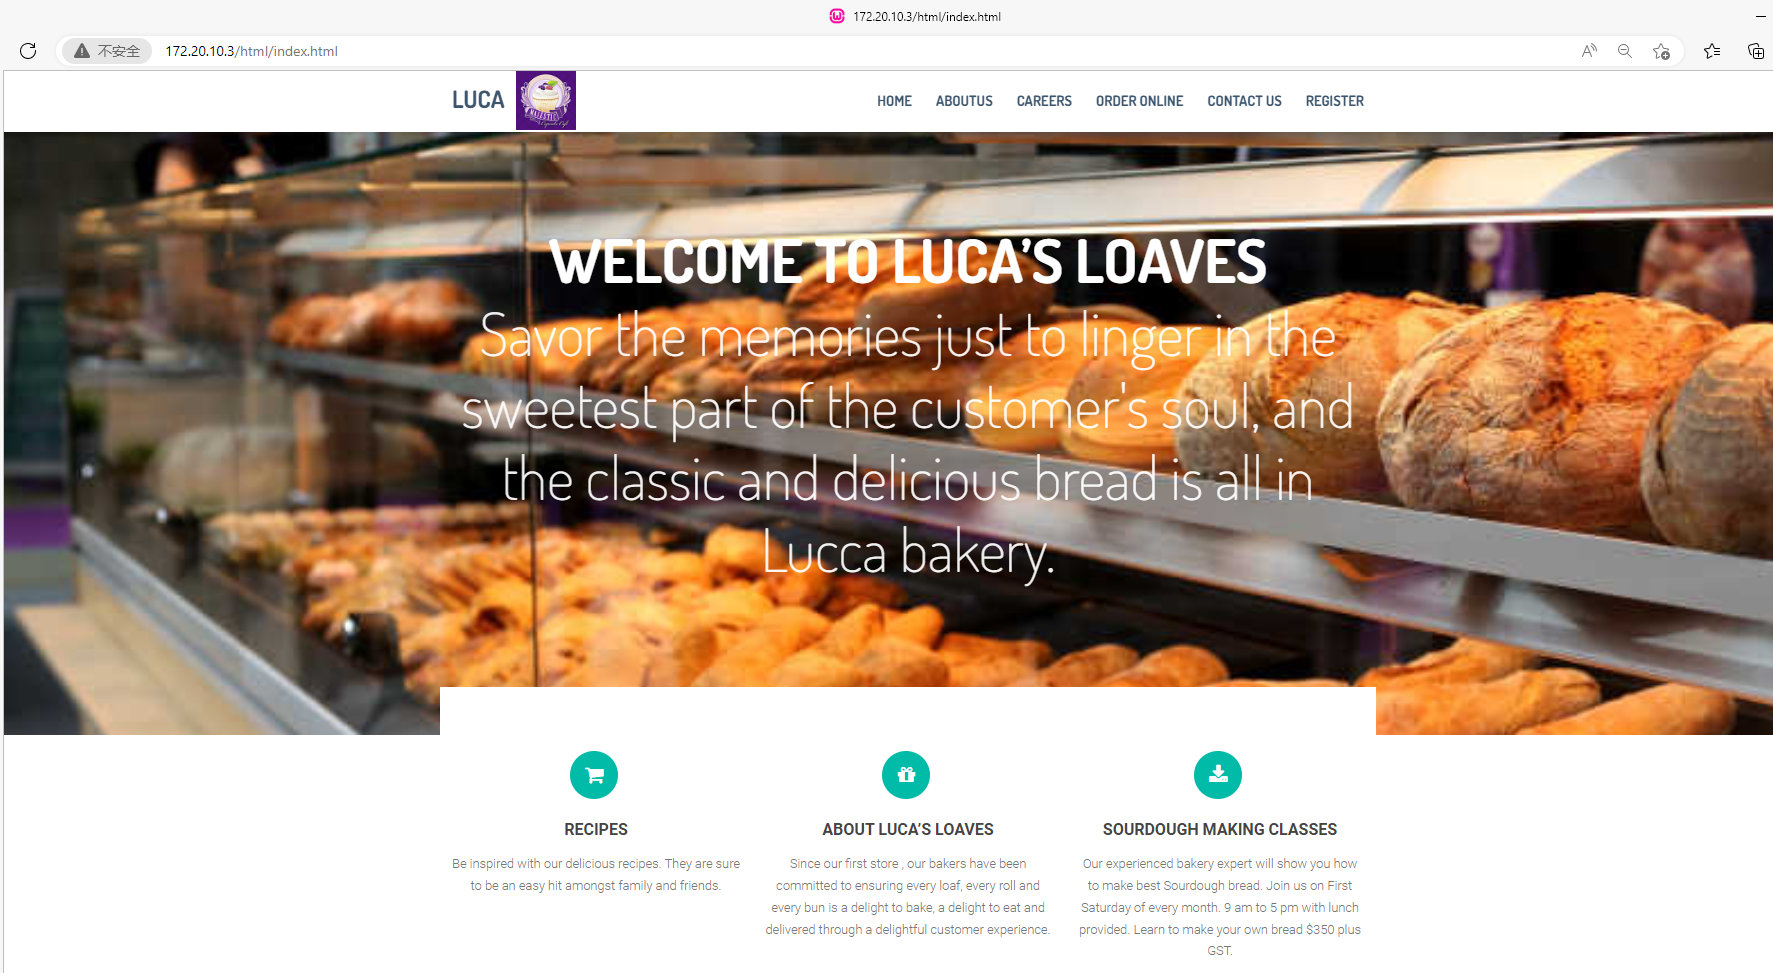 172.20.10.3/html/index.html
不安全 172.20.10.3/html/index.html
LUCA
MAJESTIC
Cupcake Café
HOME ABOUTUS CAREERS ORDER ONLINE CONTACT US REGISTER
WELCOME TO LUCA’S LOAVES
Savor the memories just to linger in the
sweetest part of the customer's soul, and
the classic and delicious bread is all in
Lucca bakery.
RECIPES
Be inspired with our delicious recipes. They are sure
to be an easy hit amongst family and friends.
ABOUT LUCA’S LOAVES
Since our first store , our bakers have been
committed to ensuring every loaf, every roll and
every bun is a delight to bake, a delight to eat and
delivered through a delightful customer experience.
SOURDOUGH MAKING CLASSES
Our experienced bakery expert will show you how
to make best Sourdough bread. Join us on First
Saturday of every month. 9 am to 5 pm with lunch
provided. Learn to make your own bread $350 plus
GST.